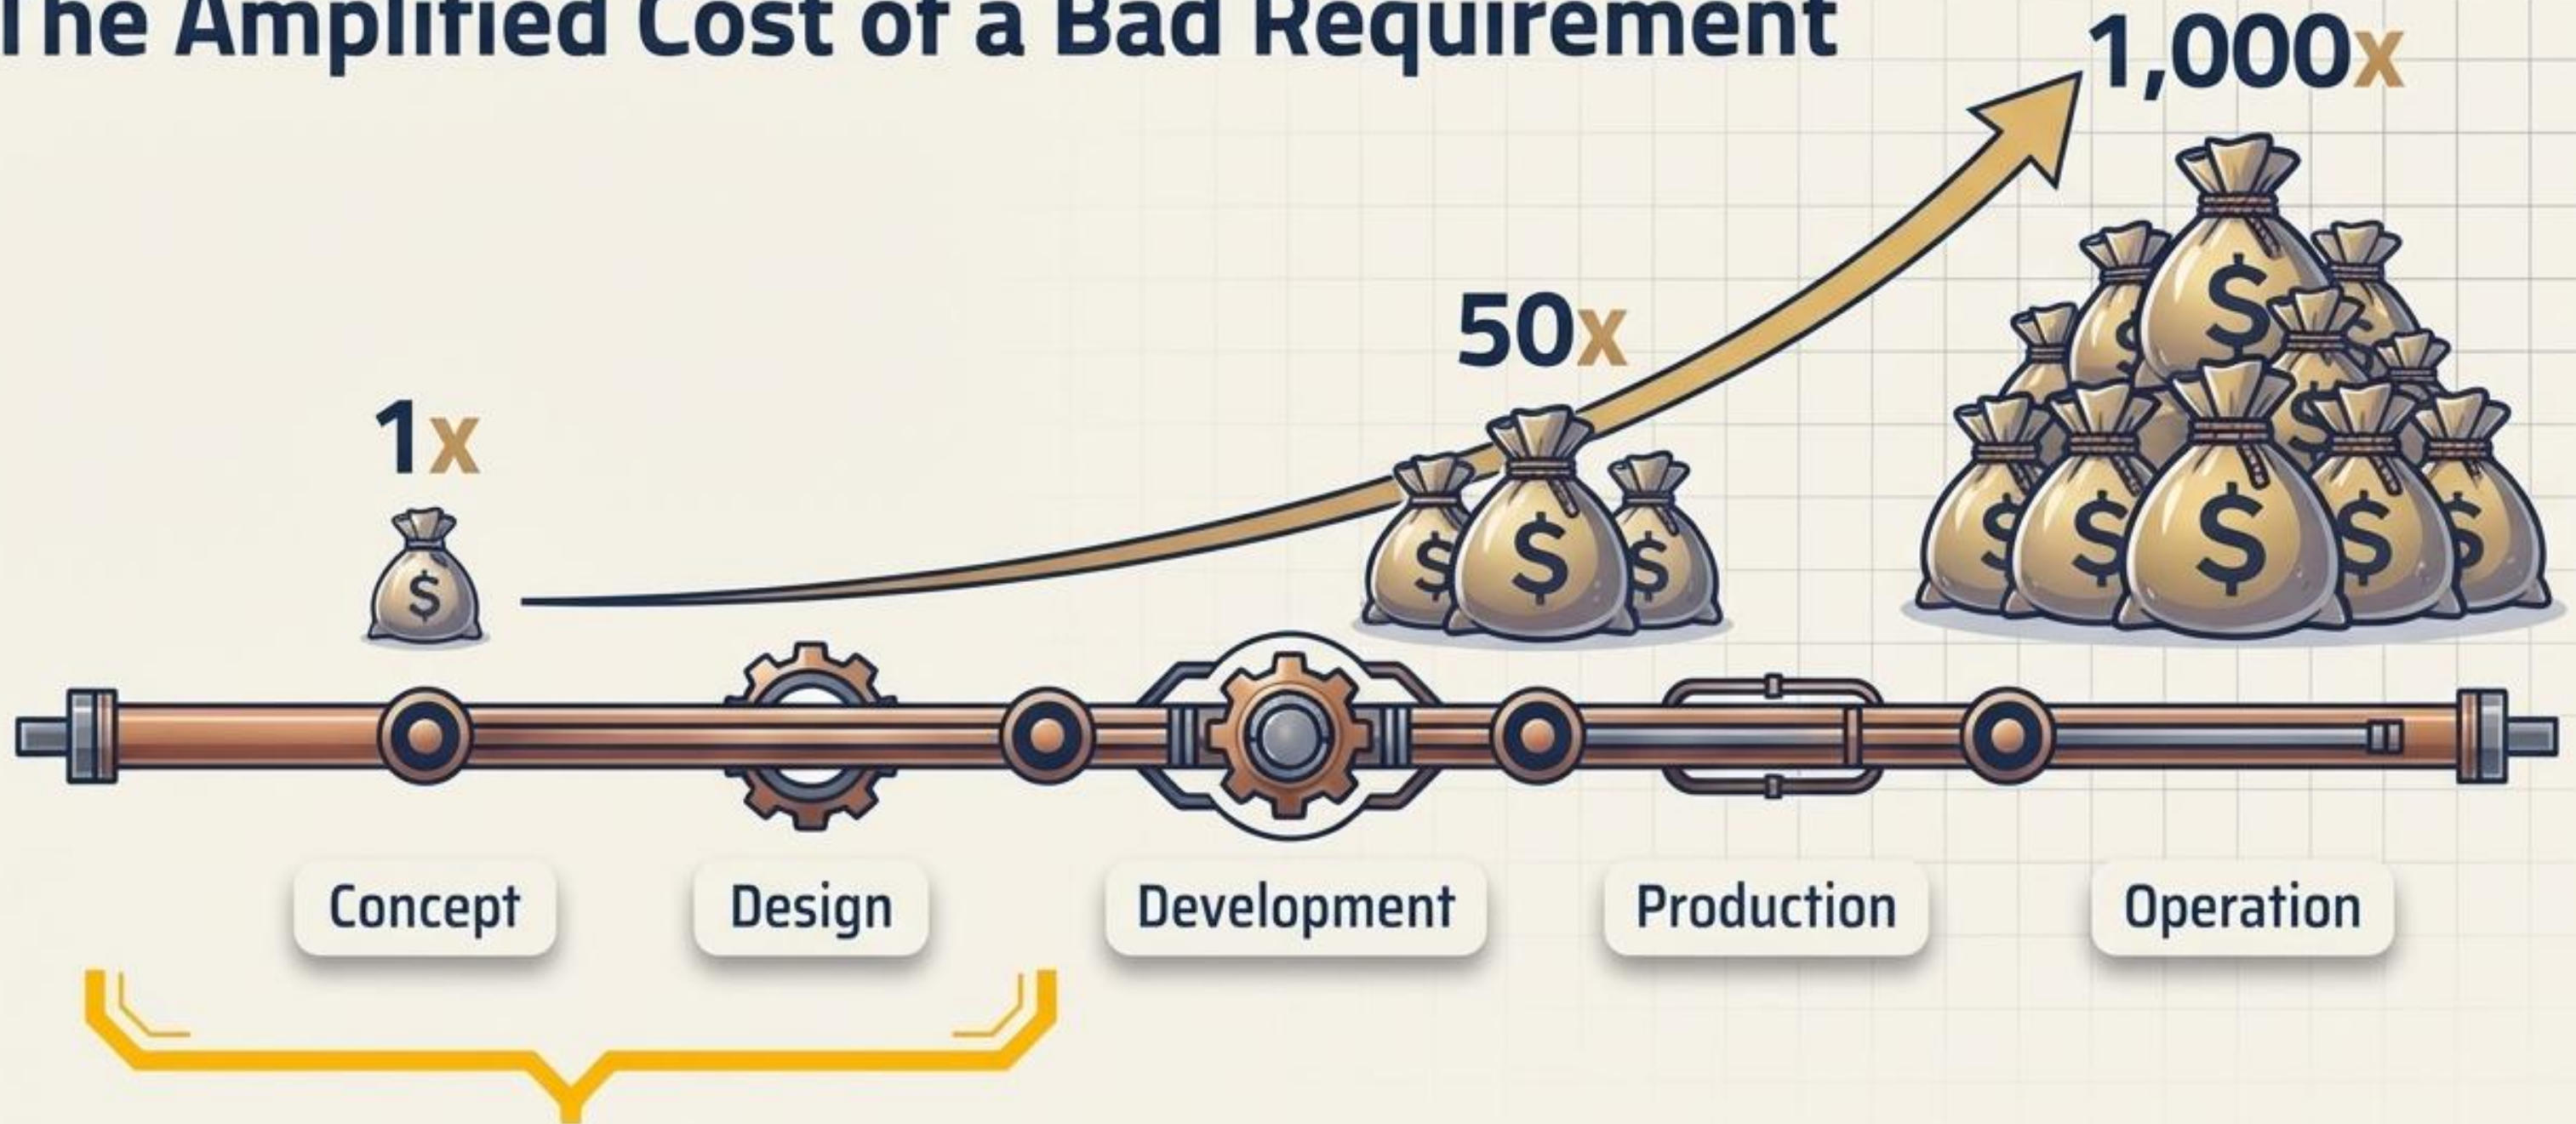 The Amplified Cost of a Bad Requirement
1,000x
50x
1x
$
$
$
$
$
$
$
$
$
$
$
$
$
Concept
Design
Development
Production
Operation